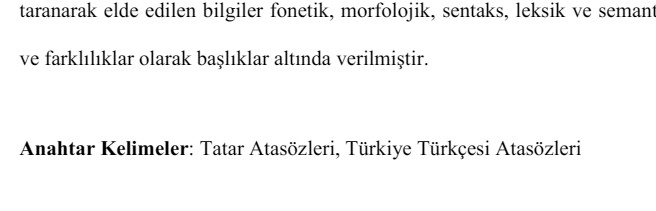 taranarak elde edilen bilgiler fonetik, morfolojik, sentaks, leksik ve
ve farklılıklar olarak başlıklar altında verilmiştir.
Anahtar Kelimeler: Tatar Atasözleri, Türkiye Türkçesi Atasözleri